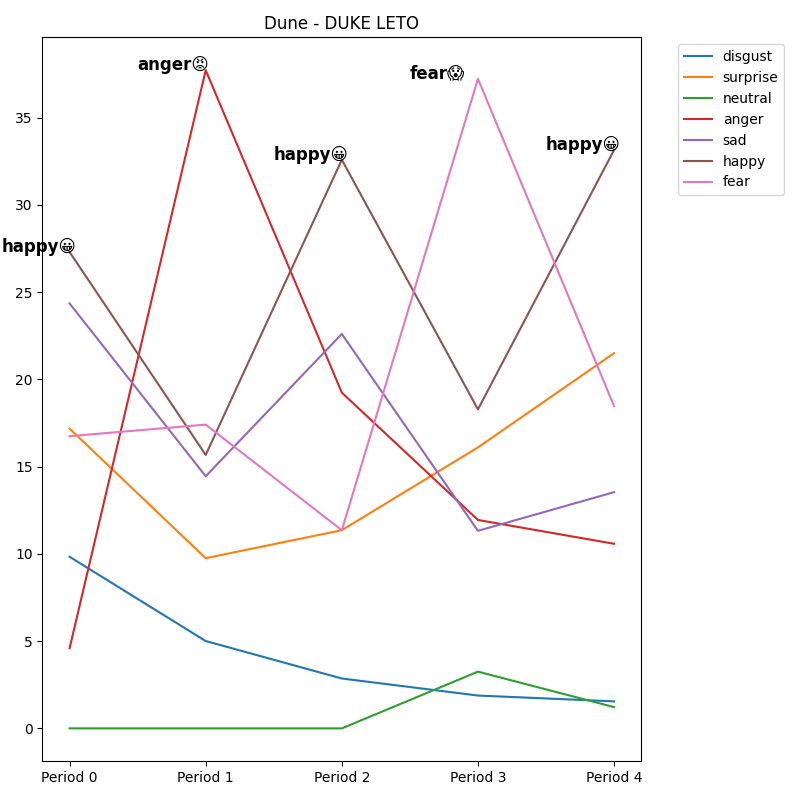 Dune - DUKE LETO
anger😡
fear😱
happy😀
happy😀
happy😀
disgust
surprise
neutral
anger
sad
happy
fear
35
30
25
20
15
10
5
0
Period 0
Period 1
Period 2
Period 3
Period 4